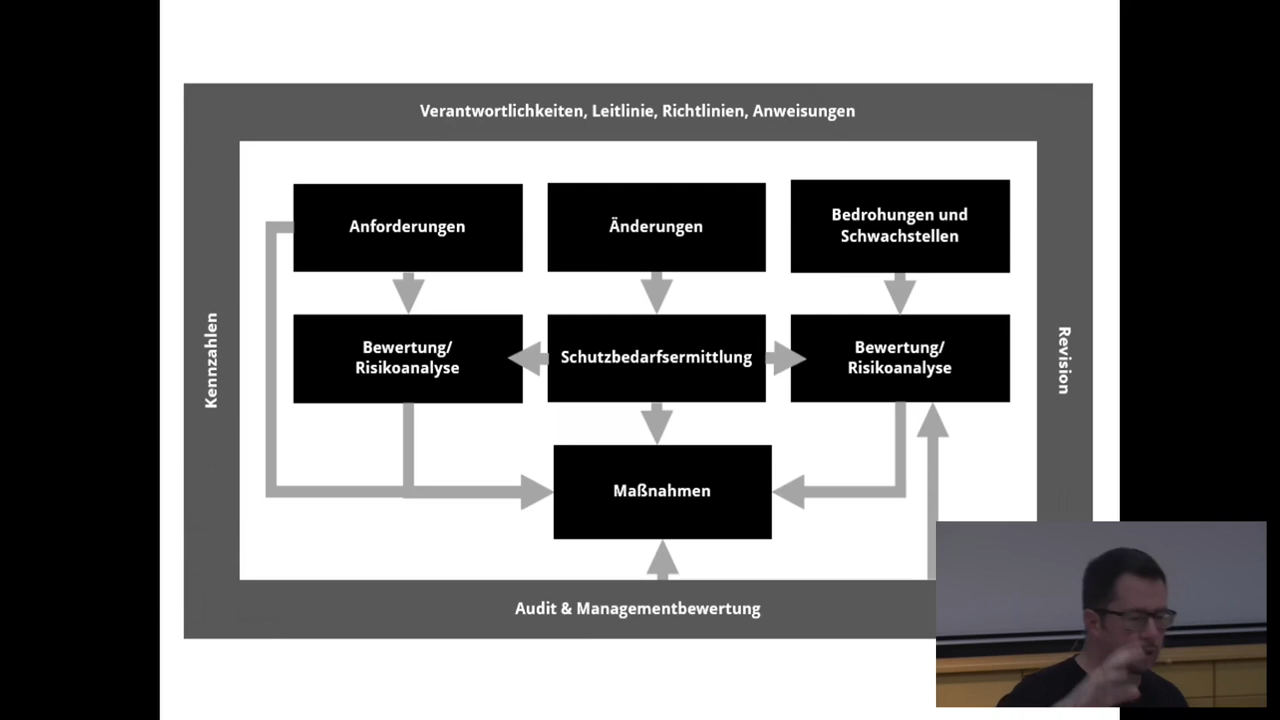 Verantwortlichkeiten, Leitlinie, Richtlinien, Anweisungen
Anforderungen
Änderungen
Bedrohungen und
Schwachstellen
Kennzahlen
Bewertung/
Risikoanalyse
Schutzbedarfsermittlung
Bewertung/
Risikoanalyse
Revision
Maßnahmen
Audit & Managementbewertung